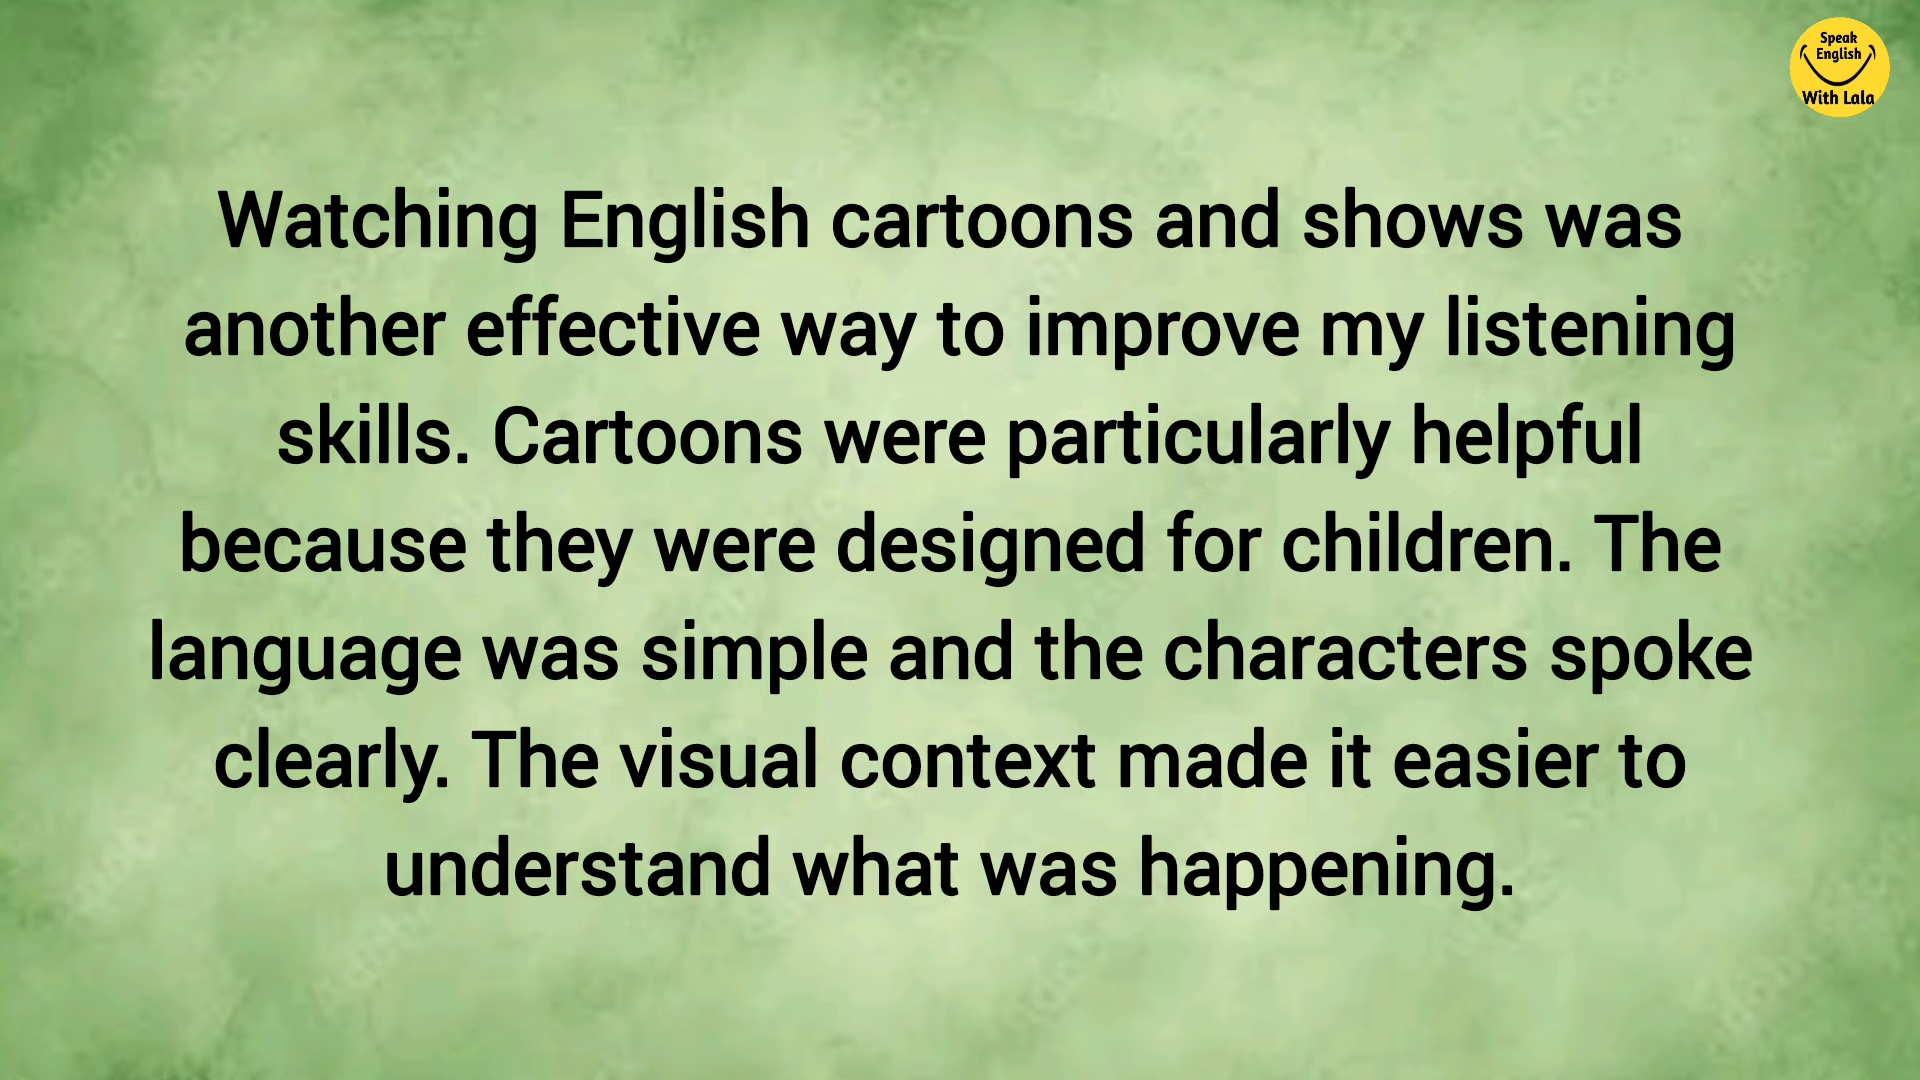 Speak
English
With Lala
Watching English cartoons and shows was
another effective way to improve my listening
skills. Cartoons were particularly helpful
because they were designed for children. The
language was simple and the characters spoke
clearly. The visual context made it easier to
understand what was happening.